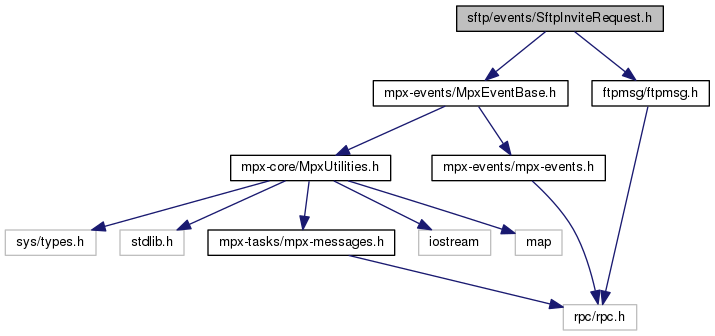 sftp/events/SftpInviteRequest.h
mpx-events/MpxEventBase.h
ftpmsg/ftpmsg.h
mpx-core/MpxUtilities.h
mpx-events/mpx-events.h
sys/types.h
stdlib.h
mpx-tasks/mpx-messages.h
iostream
map
rpc/rpc.h